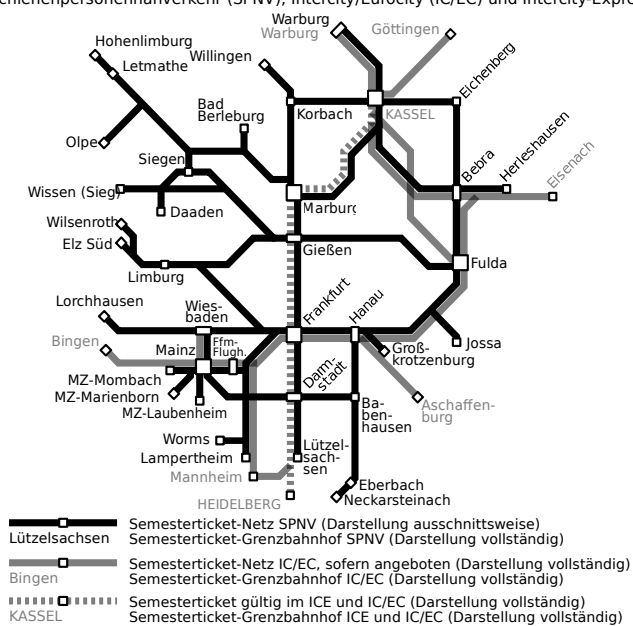 Schienenpersonennahverkehr (SPNV), Intercity/Eurocity (IC/EC) und Intercity-Expre
Warburg
Warburg
Göttingen
Hohenlimburg
Letmathe
Willingen
Eichenberg
Bad
Berleburg
Korbach
KASSEL
Olpe
Siegen
Bebra
Herleshausen
Eisenach
Wissen (Sieg)
Daaden
Marburg
Wilsenroth
Elz Süd
Gießen
Limburg
Fulda
Lorchhausen
Wies-
baden
Frankfurt
Hanau
Bingen
Mainz
Ffm-
Flugh.
Groß-
krotzenburg
Jossa
MZ-Mombach
MZ-Marienborn
MZ-Laubenheim
Darm-
stadt
Ba-
ben-
hausen
Aschaffen-
burg
Worms
Lampertheim
Lützel-
sach-
sen
Mannheim
HEIDELBERG
Eberbach
Neckarsteinach
Semesterticket-Netz SPNV (Darstellung ausschnittsweise)
Lützelsachsen
Semesterticket-Grenzbahnhof SPNV (Darstellung vollständig)
Semesterticket-Netz IC/EC, sofern angeboten (Darstellung vollständig)
Bingen
Semesterticket-Grenzbahnhof IC/EC (Darstellung vollständig)
Semesterticket gültig im ICE und IC/EC (Darstellung vollständig)
KASSEL
Semesterticket-Grenzbahnhof ICE und IC/EC (Darstellung vollständig)